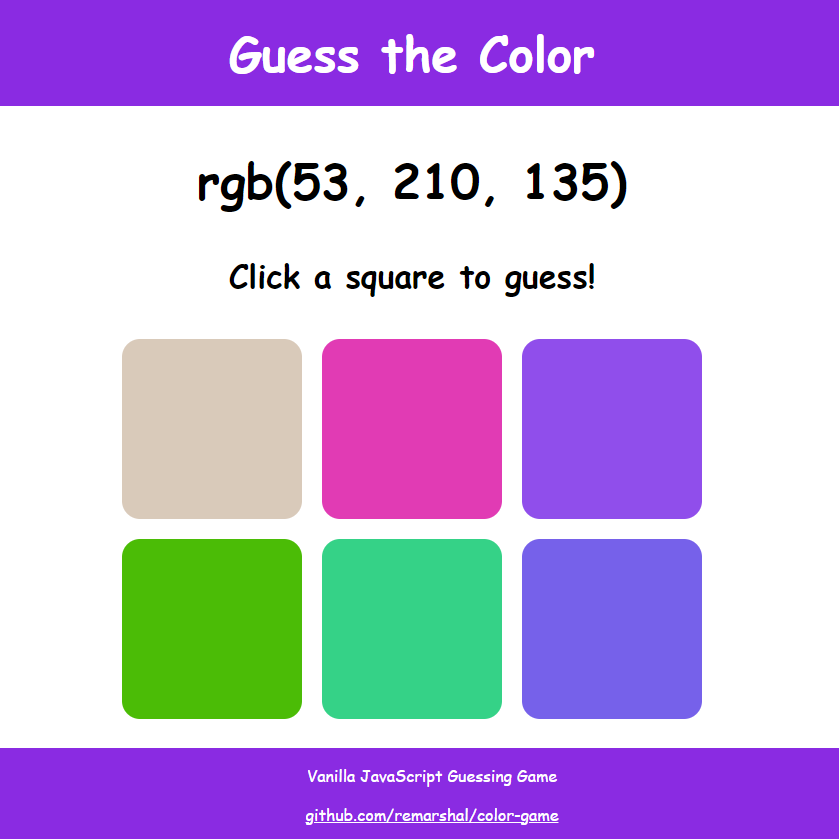 Guess the Color
rgb(53, 210, 135)
Click a square to guess!
Vanilla JavaScript Guessing Game
github.com/remarshal/color-game